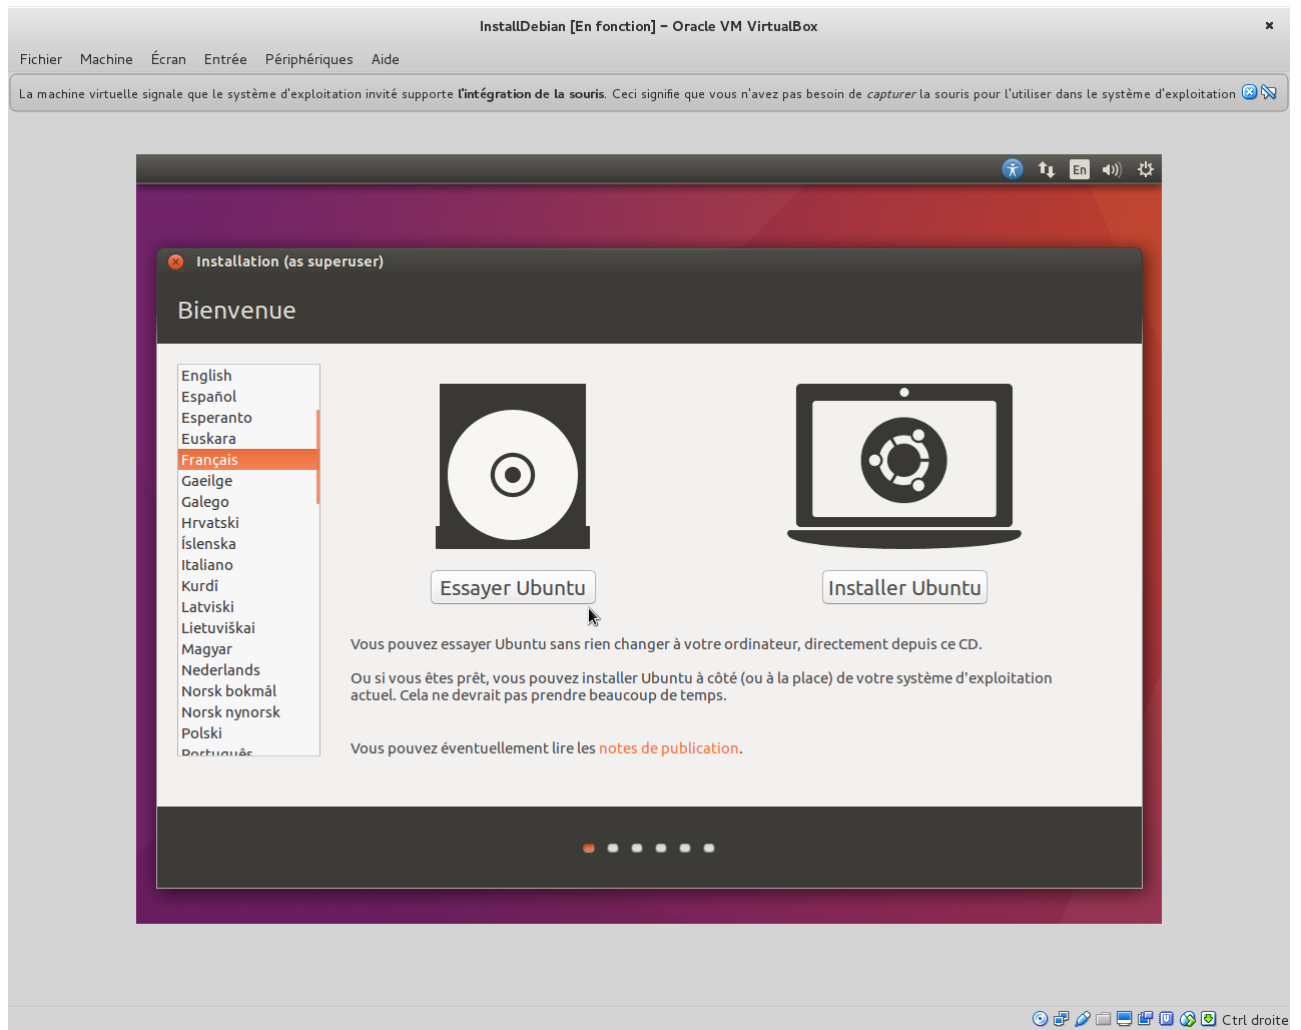 InstallDebian [En fonction] – Oracle VM VirtualBox
Fichier Machine Écran Entrée Périphériques Aide
La machine virtuelle signale que le système d'exploitation invité supporte l'intégration de la souris. Ceci signifie que vous n'avez pas besoin de capturer la souris pour l'utiliser dans le système d'exploitation
En
Installation (as superuser)
Bienvenue
English
Español
Esperanto
Euskara
Français
Gaeilge
Galego
Hrvatski
Íslenska
Italiano
Kurdî
Latviski
Lietuviškai
Magyar
Nederlands
Norsk bokmål
Norsk nynorsk
Polski
Português
Essayer Ubuntu
Installer Ubuntu
Vous pouvez essayer Ubuntu sans rien changer à votre ordinateur, directement depuis ce CD.
Ou si vous êtes prêt, vous pouvez installer Ubuntu à côté (ou à la place) de votre système d'exploitation
actuel. Cela ne devrait pas prendre beaucoup de temps.
Vous pouvez éventuellement lire les notes de publication.
Ctrl droite